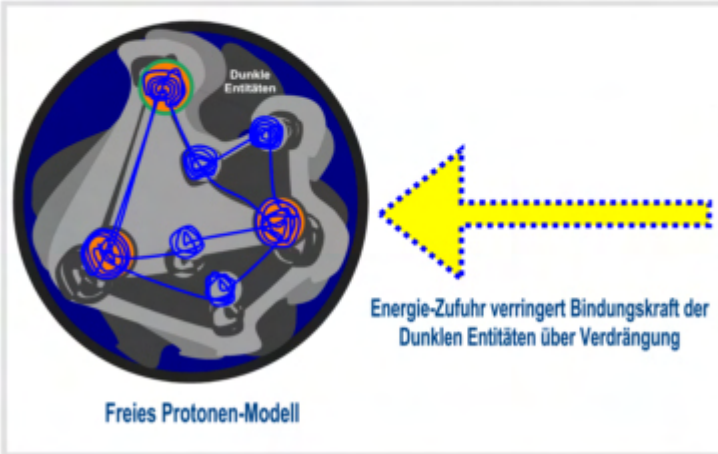 Dunkle
Entitäten
Energie-Zufuhr verringert Bindungskraft der
Dunklen Entitäten über Verdrängung
Freies Protonen-Modell